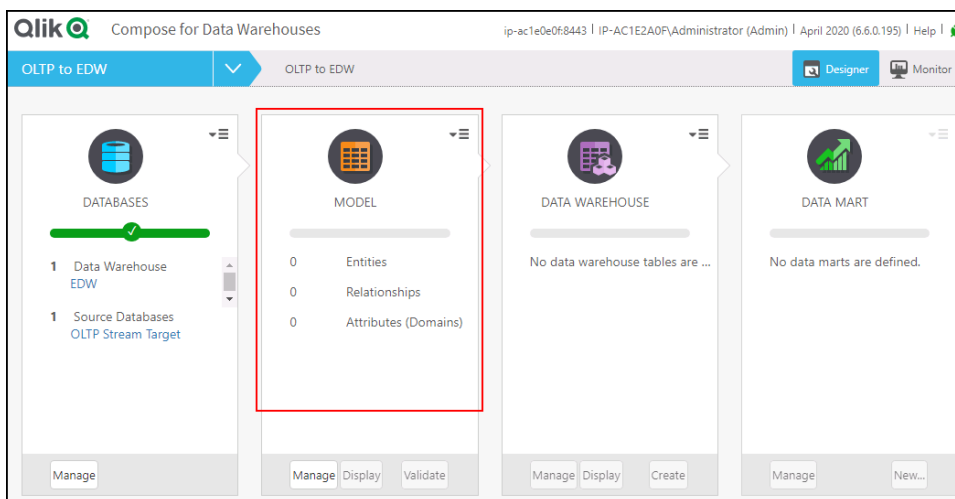 Qlik Compose for Data Warehouses
ip-ac1e0e0f:8443 | IP-AC1E2A0F\Administrator (Admin) | April 2020 (6.6.0.195) | Help |
OLTP to EDW
OLTP to EDW
Designer
Monitor
DATABASES
1 Data Warehouse
EDW
1 Source Databases
OLTP Stream Target
Manage
MODEL
0 Entities
0 Relationships
0 Attributes (Domains)
Manage Display Validate
DATA WAREHOUSE
No data warehouse tables are ...
Manage Display Create
DATA MART
No data marts are defined.
Manage New...